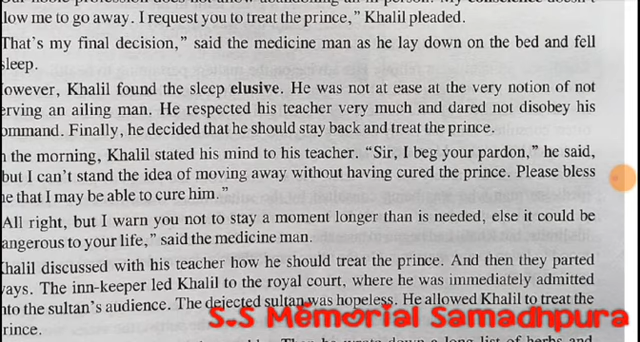 low me to go away. I request you to treat the prince," Khalil pleaded.
That's my final decision," said the medicine man as he lay down on the bed and fell
sleep.
owever, Khalil found the sleep elusive. He was not at ease at the very notion of not
erving an ailing man. He respected his teacher very much and dared not disobey his
ommand. Finally, he decided that he should stay back and treat the prince.
n the morning, Khalil stated his mind to his teacher. "Sir, I beg your pardon," he said,
but I can't stand the idea of moving away without having cured the prince. Please bless
me that I may be able to cure him."
All right, but I warn you not to stay a moment longer than is needed, else it could be
angerous to your life," said the medicine man.
Khalil discussed with his teacher how he should treat the prince. And then they parted
ways. The inn-keeper led Khalil to the royal court, where he was immediately admitted
nto the sultan's audience. The dejected sultan was hopeless. He allowed Khalil to treat the
rince.
S.S Memorial Samadhpura